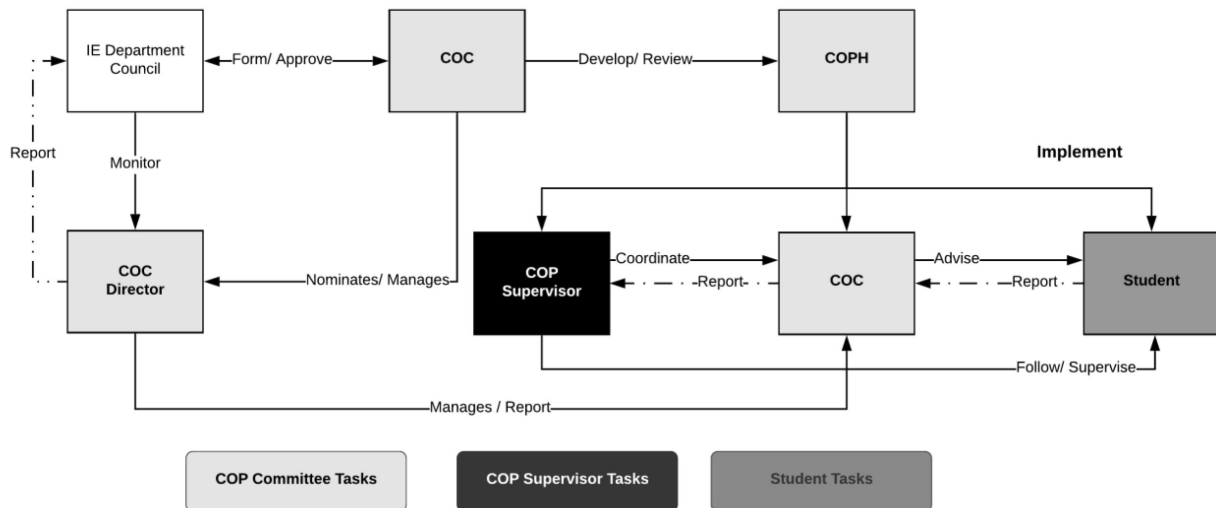 IE Department
Council
Form/ Approve
COC
Develop/ Review
COPH
Report
Monitor
Implement
COC
Director
Nominates/ Manages
COP
Supervisor
Coordinate
Report
COC
Advise
Report
Student
Follow/ Supervise
Manages / Report
COP Committee Tasks
COP Supervisor Tasks
Student Tasks